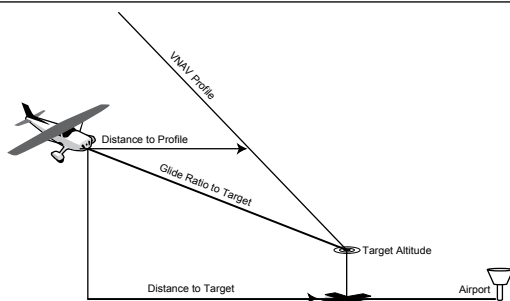 VNAV Profile
Distance to Profile
Glide Ratio to Target
Target Altitude
Distance to Target
Airport